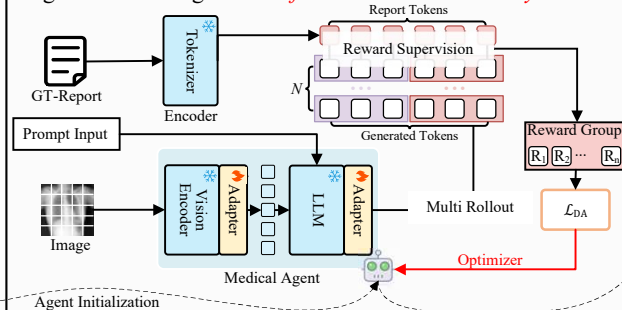 Report Tokens
Tokenizer
Reward Supervision
GT-Report
N
Encoder
Generated Tokens
Prompt Input
Reward Group
R1 R2 ... Rn
Vision Encoder
Adapter
LLM
Adapter
Multi Rollout
ℒDA
Image
Medical Agent
Optimizer
Agent Initialization